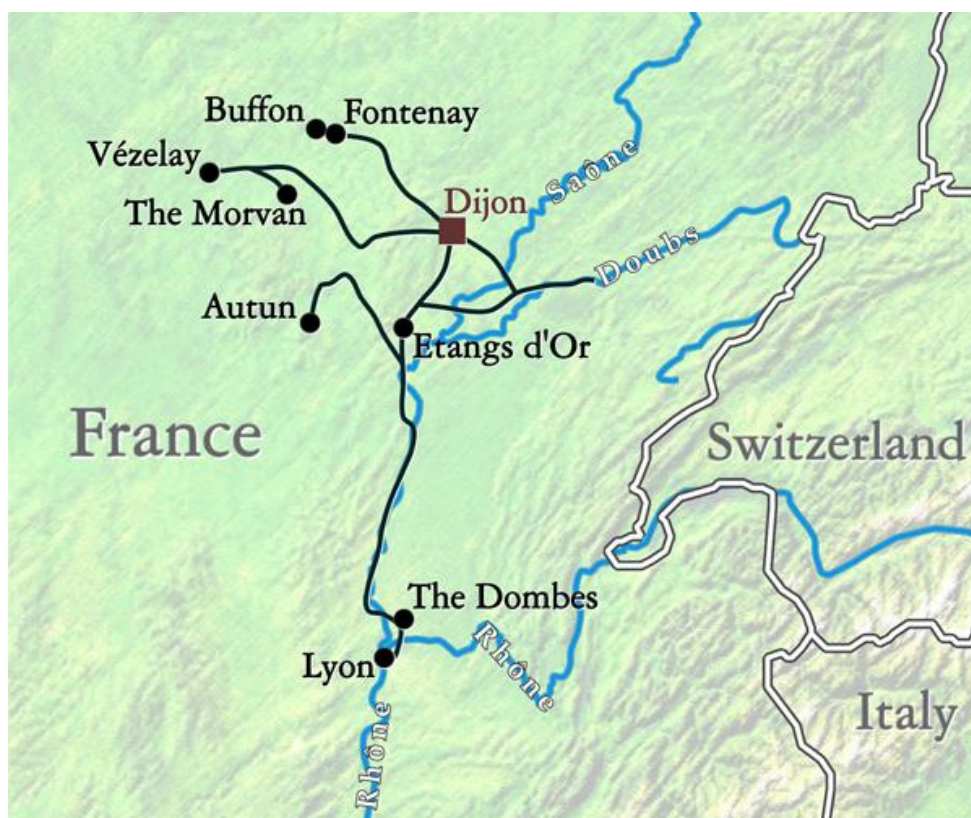 Buffon
Fontenay
Vézelay
The Morvan
Dijon
Saône
Doubs
Autun
Etangs d'Or
France
Switzerland
The Dombes
Rhône
Lyon
Italy
Rhône